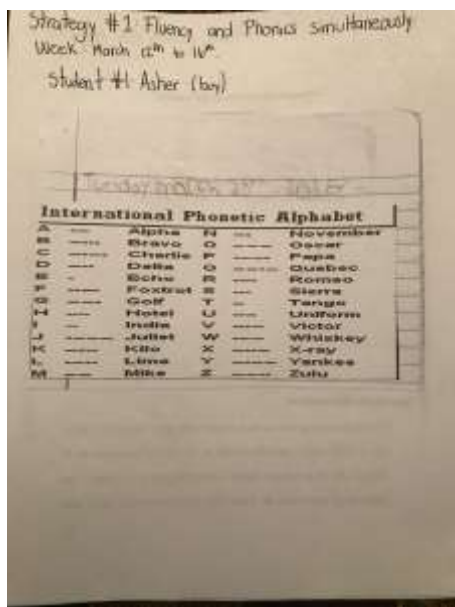 Strategy #1 Fluency and Phonics Simultaneously
Week March 12th to 16th
Student #1 Asher (boy)
Tuesday March
International Phonetic Alphabet
A Alpha N November
B Bravo O Oscar
C Charlie P Papa
D Delta Q Quebec
E Echo R Romeo
F Foxtrot S Sierra
G Golf T Tango
H Hotel U Uniform
I India V Victor
J Juliet W Whiskey
K Kilo X X-ray
L Lima Y Yankee
M Mike Z Zulu